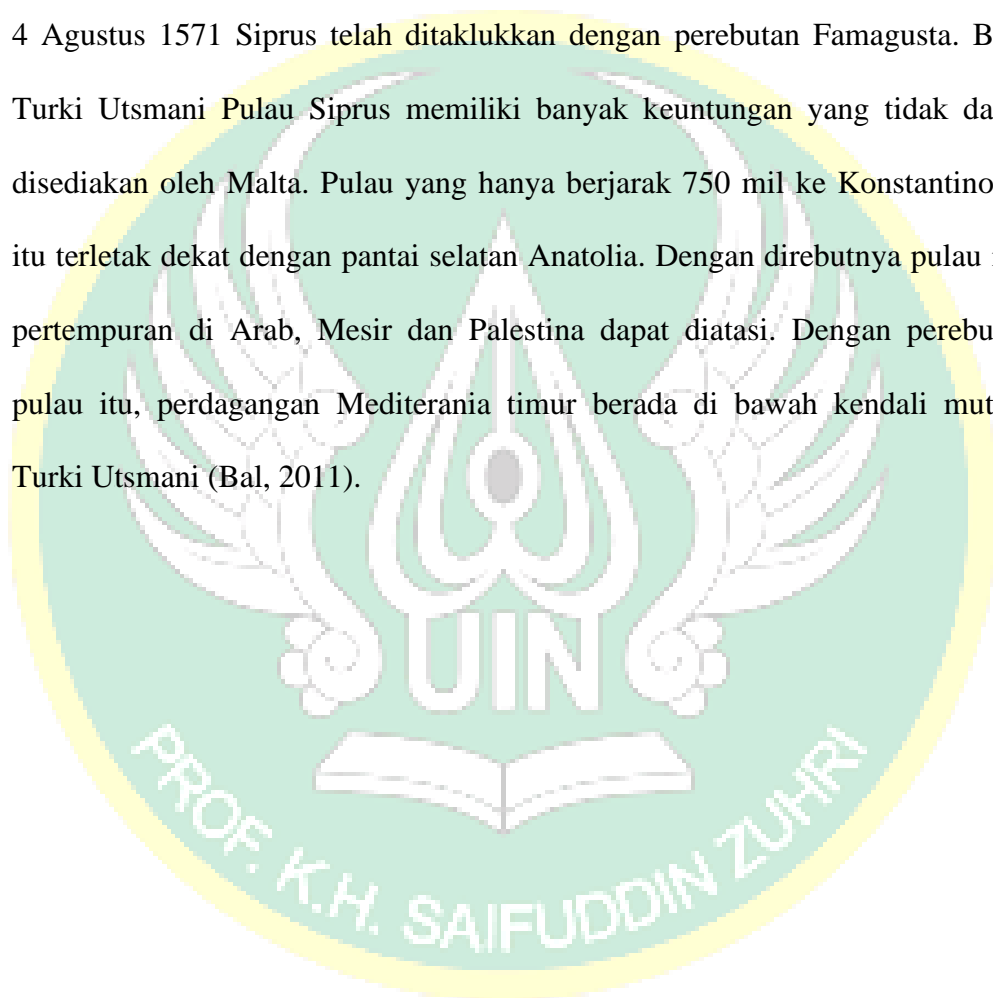 4 Agustus 1571 Siprus telah ditaklukkan dengan perebutan Famagusta. B
Turki Utsmani Pulau Siprus memiliki banyak keuntungan yang tidak da
disediakan oleh Malta. Pulau yang hanya berjarak 750 mil ke Konstantino
itu terletak dekat dengan pantai selatan Anatolia. Dengan direbutnya pulau
pertempuran di Arab, Mesir dan Palestina dapat diatasi. Dengan perebu
pulau itu, perdagangan Mediterania timur berada di bawah kendali mut
Turki Utsmani (Bal, 2011).
UIN
PROF. K.H. SAIFUDDIN ZUHRI